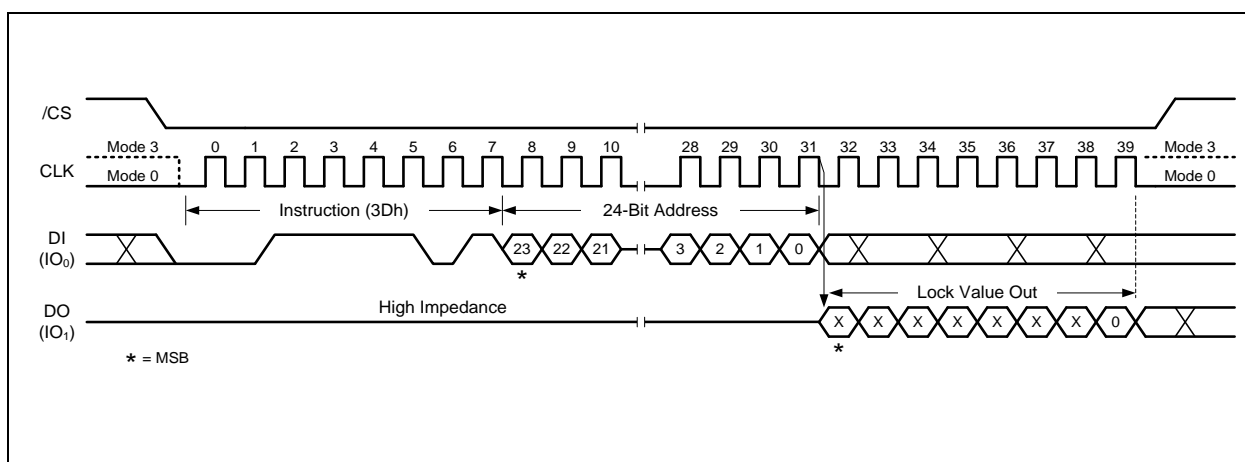 /CS
Mode 3 0 1 2 3 4 5 6 7 8 9 10 28 29 30 31 32 33 34 35 36 37 38 39 Mode 3
CLK
Mode 0 Mode 0
Instruction (3Dh) 24-Bit Address
DI
(IO0)
23 22 21 3 2 1 0
*
Lock Value Out
High Impedance
DO
(IO1)
X X X X X X X 0
*
* = MSB